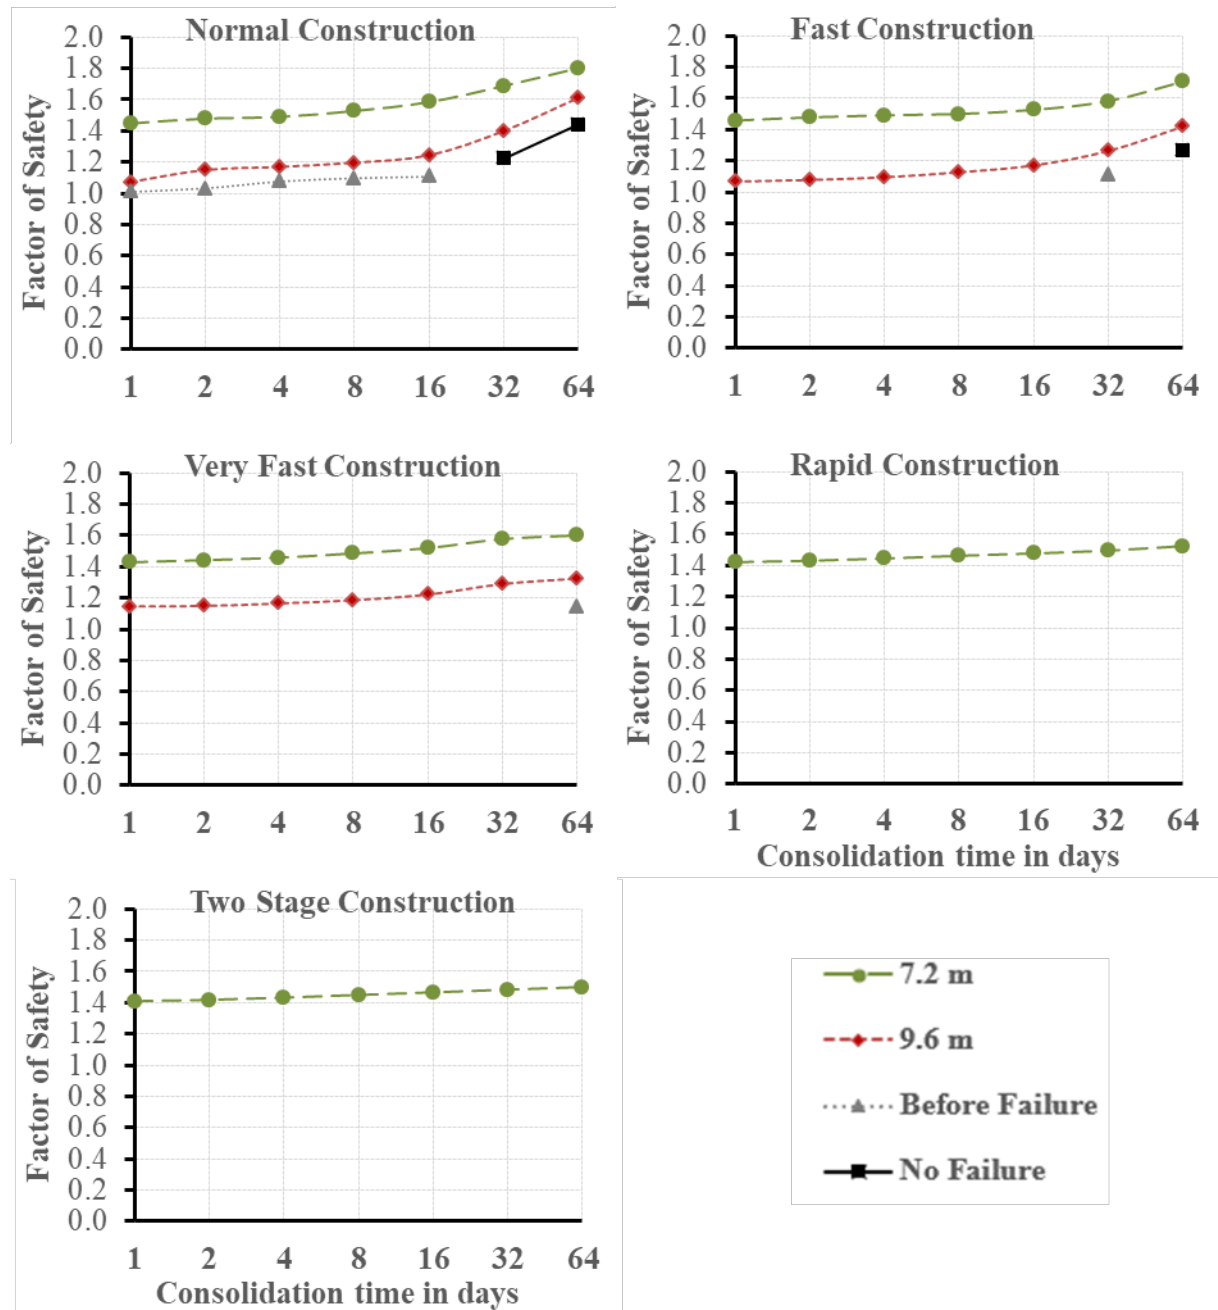 Normal Construction
Factor of Safety
2.0
1.8
1.6
1.4
1.2
1.0
0.8
0.6
0.4
0.2
0.0
1 2 4 8 16 32 64
Fast Construction
Factor of Safety
2.0
1.8
1.6
1.4
1.2
1.0
0.8
0.6
0.4
0.2
0.0
1 2 4 8 16 32 64
Very Fast Construction
Factor of Safety
2.0
1.8
1.6
1.4
1.2
1.0
0.8
0.6
0.4
0.2
0.0
1 2 4 8 16 32 64
Rapid Construction
Factor of Safety
2.0
1.8
1.6
1.4
1.2
1.0
0.8
0.6
0.4
0.2
0.0
1 2 4 8 16 32 64
Consolidation time in days
Two Stage Construction
Factor of Safety
2.0
1.8
1.6
1.4
1.2
1.0
0.8
0.6
0.4
0.2
0.0
1 2 4 8 16 32 64
Consolidation time in days
7.2 m
9.6 m
Before Failure
No Failure